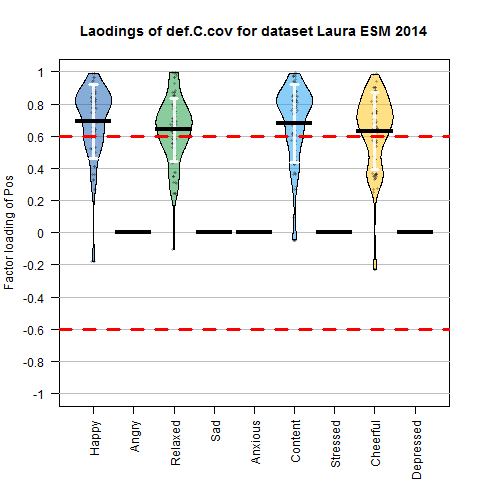 Laodings of def.C.cov for dataset Laura ESM 2014
Factor loading of Pos
1
0.8
0.6
0.4
0.2
0
-0.2
-0.4
-0.6
-0.8
-1
Happy
Angry
Relaxed
Sad
Anxious
Content
Stressed
Cheerful
Depressed